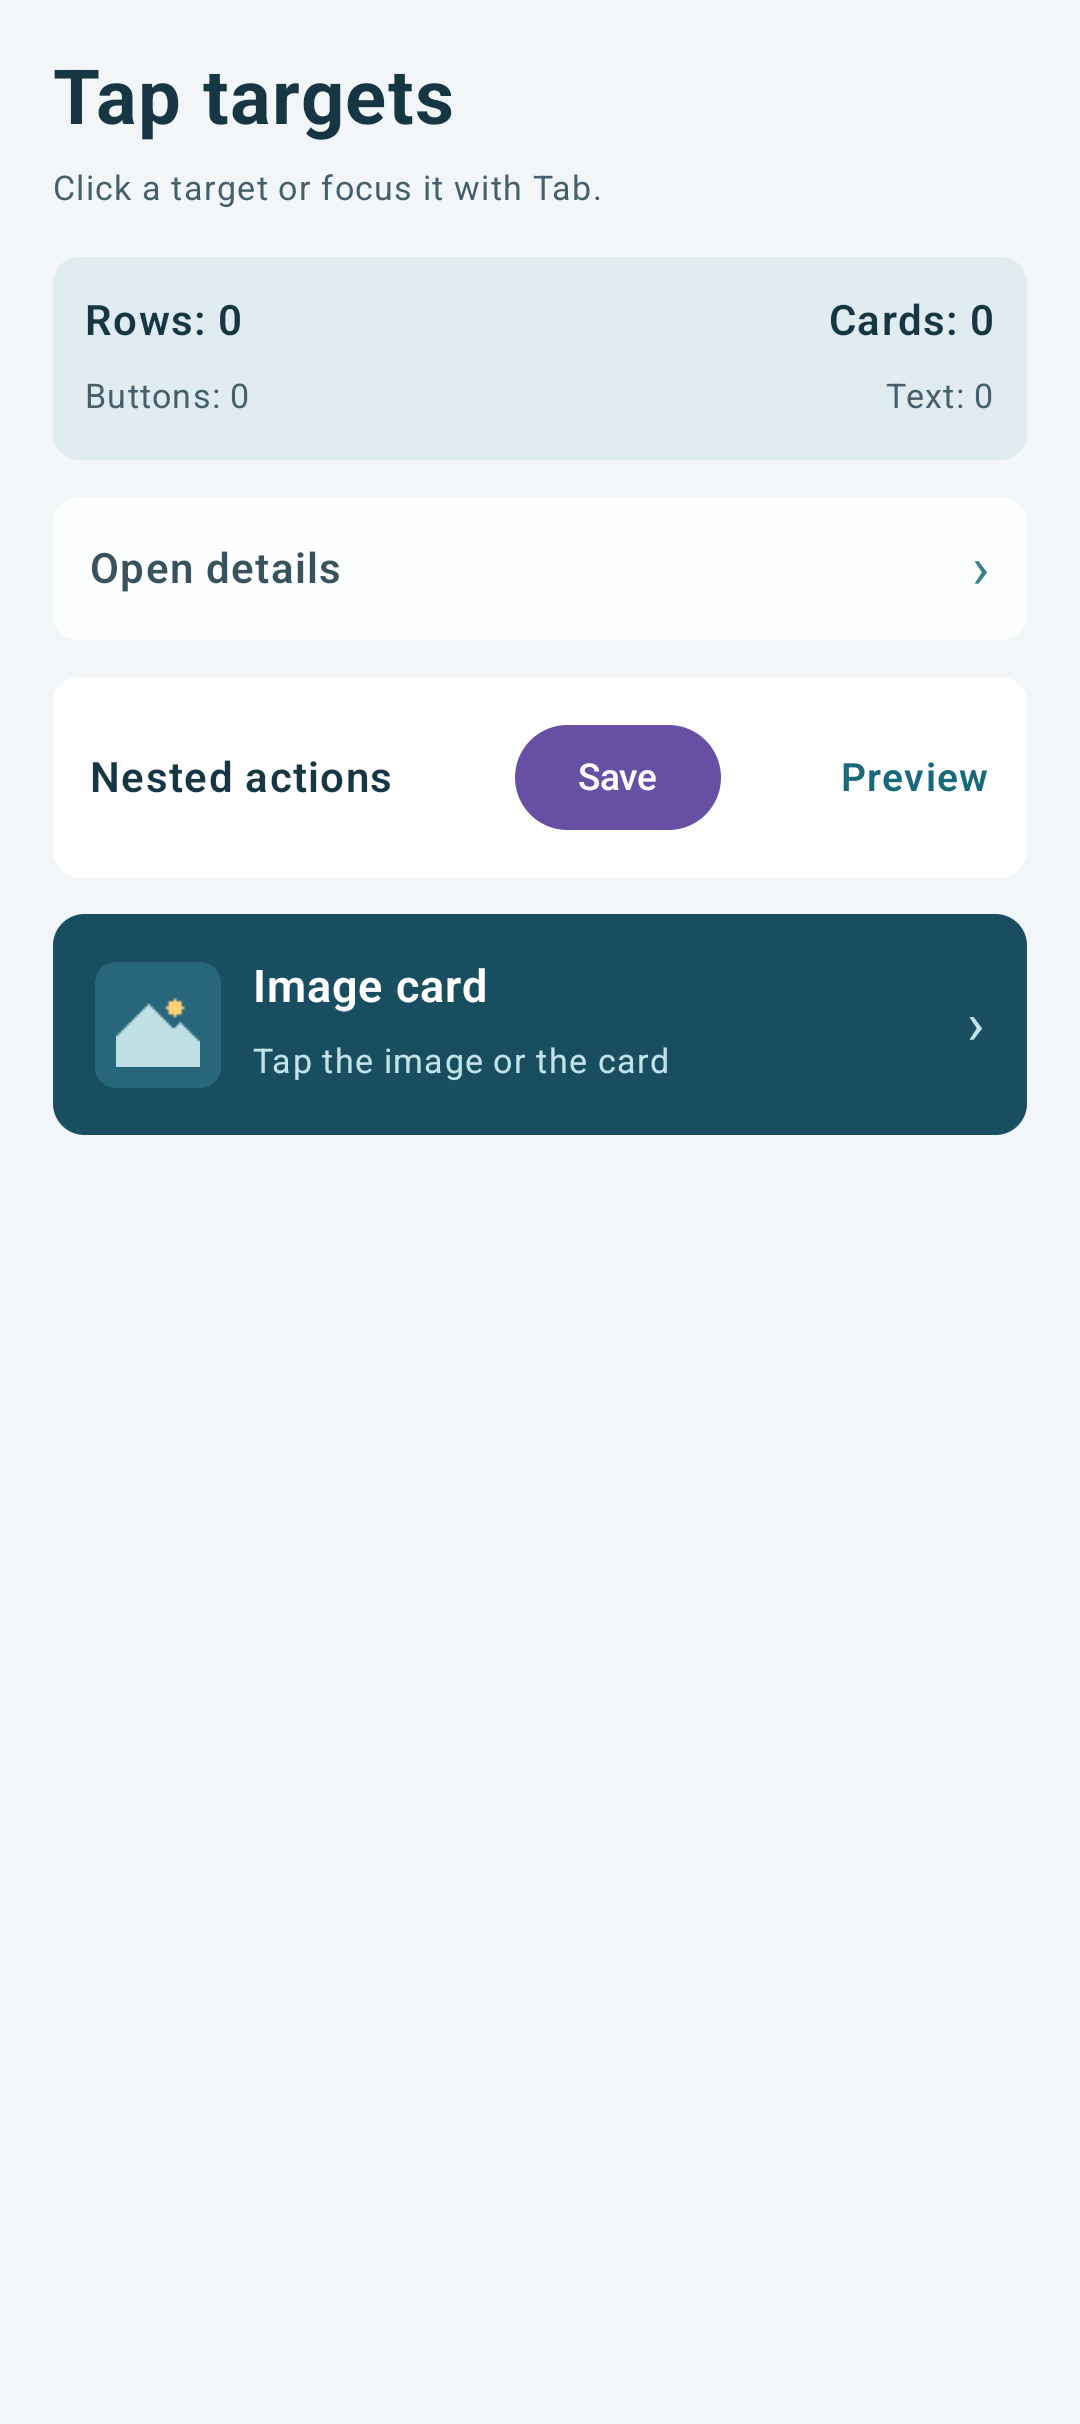 Tap targets
Click a target or focus it with Tab.
Rows: 0 Cards: 0
Buttons: 0 Text: 0
Open details ›
Nested actions Save Preview
Image card
Tap the image or the card ›